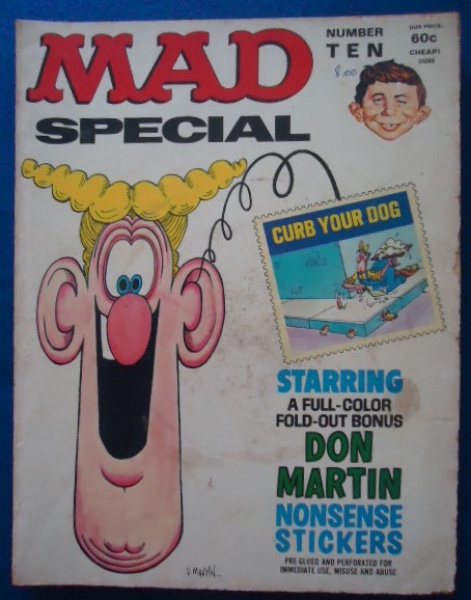 MAD
SPECIAL
NUMBER
TEN
8.00
OUR PRICE:
60c
CHEAP!
CURB YOUR DOG
STARRING
A FULL-COLOR
FOLD-OUT BONUS
DON
MARTIN
NONSENSE
STICKERS
PRE-GLUED AND PERFORATED FOR
IMMEDIATE USE, MISUSE AND ABUSE
D. MARTIN